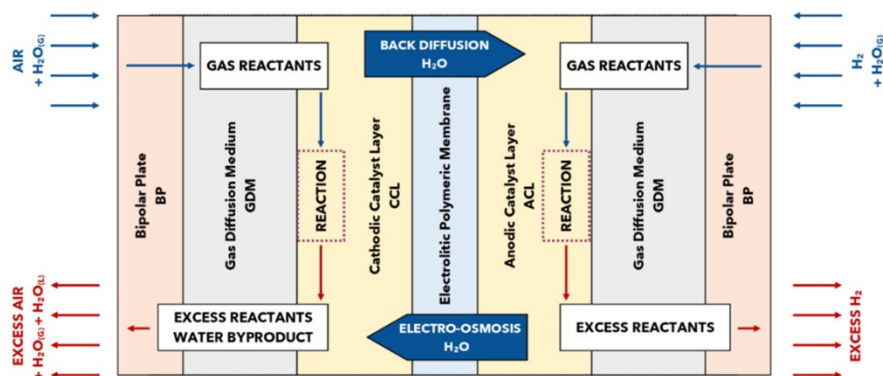 AIR
+ H₂O(G)
GAS REACTANTS
BACK DIFFUSION
H₂O
GAS REACTANTS
H₂
+ H₂O(G)
Bipolar Plate
BP
Gas Diffusion Medium
GDM
REACTION
Cathodic Catalyst Layer
CCL
Electrolitic Polymeric Membrane
Anodic Catalyst Layer
ACL
REACTION
Gas Diffusion Medium
GDM
Bipolar Plate
BP
EXCESS AIR
+ H₂O(G) + H₂O(L)
EXCESS REACTANTS
WATER BYPRODUCT
ELECTRO-OSMOSIS
H₂O
EXCESS REACTANTS
EXCESS H₂